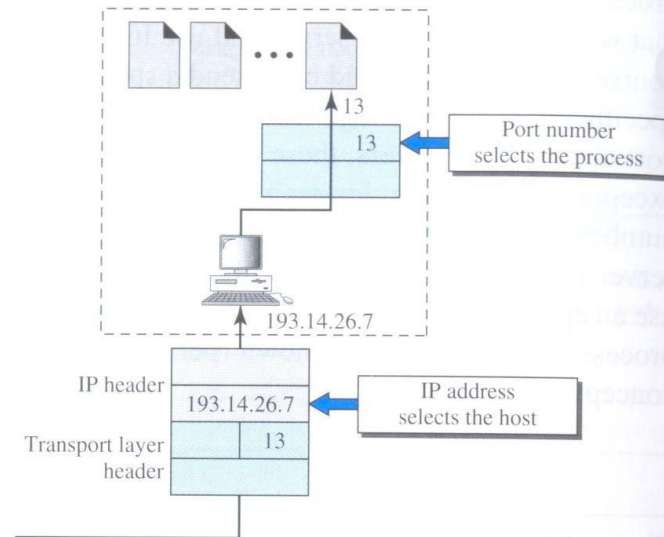 13
13
Port number
selects the process
193.14.26.7
IP header
193.14.26.7
IP address
selects the host
Transport layer
header
13